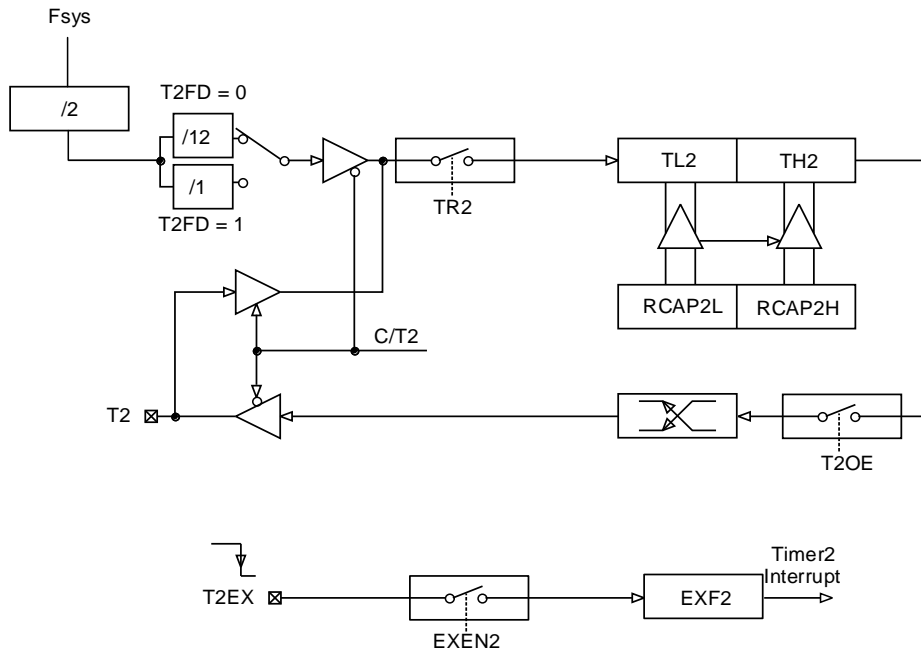 Fsys
/2
T2FD = 0
/12
/1
T2FD = 1
TR2
TL2
TH2
RCAP2L
RCAP2H
C/T2
T2
T2OE
T2EX
EXEN2
EXF2
Timer2
Interrupt